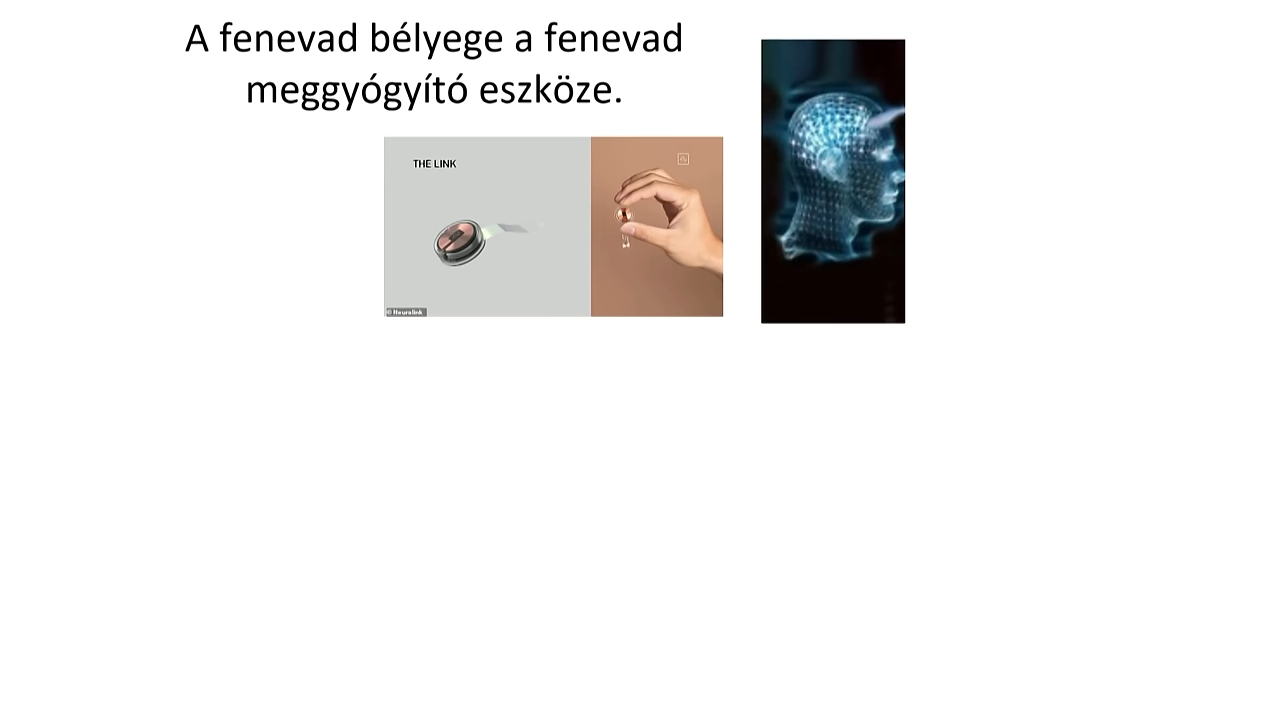 A fenevad bélyege a fenevad
meggyógyító eszköze.
THE LINK
© Neuralink